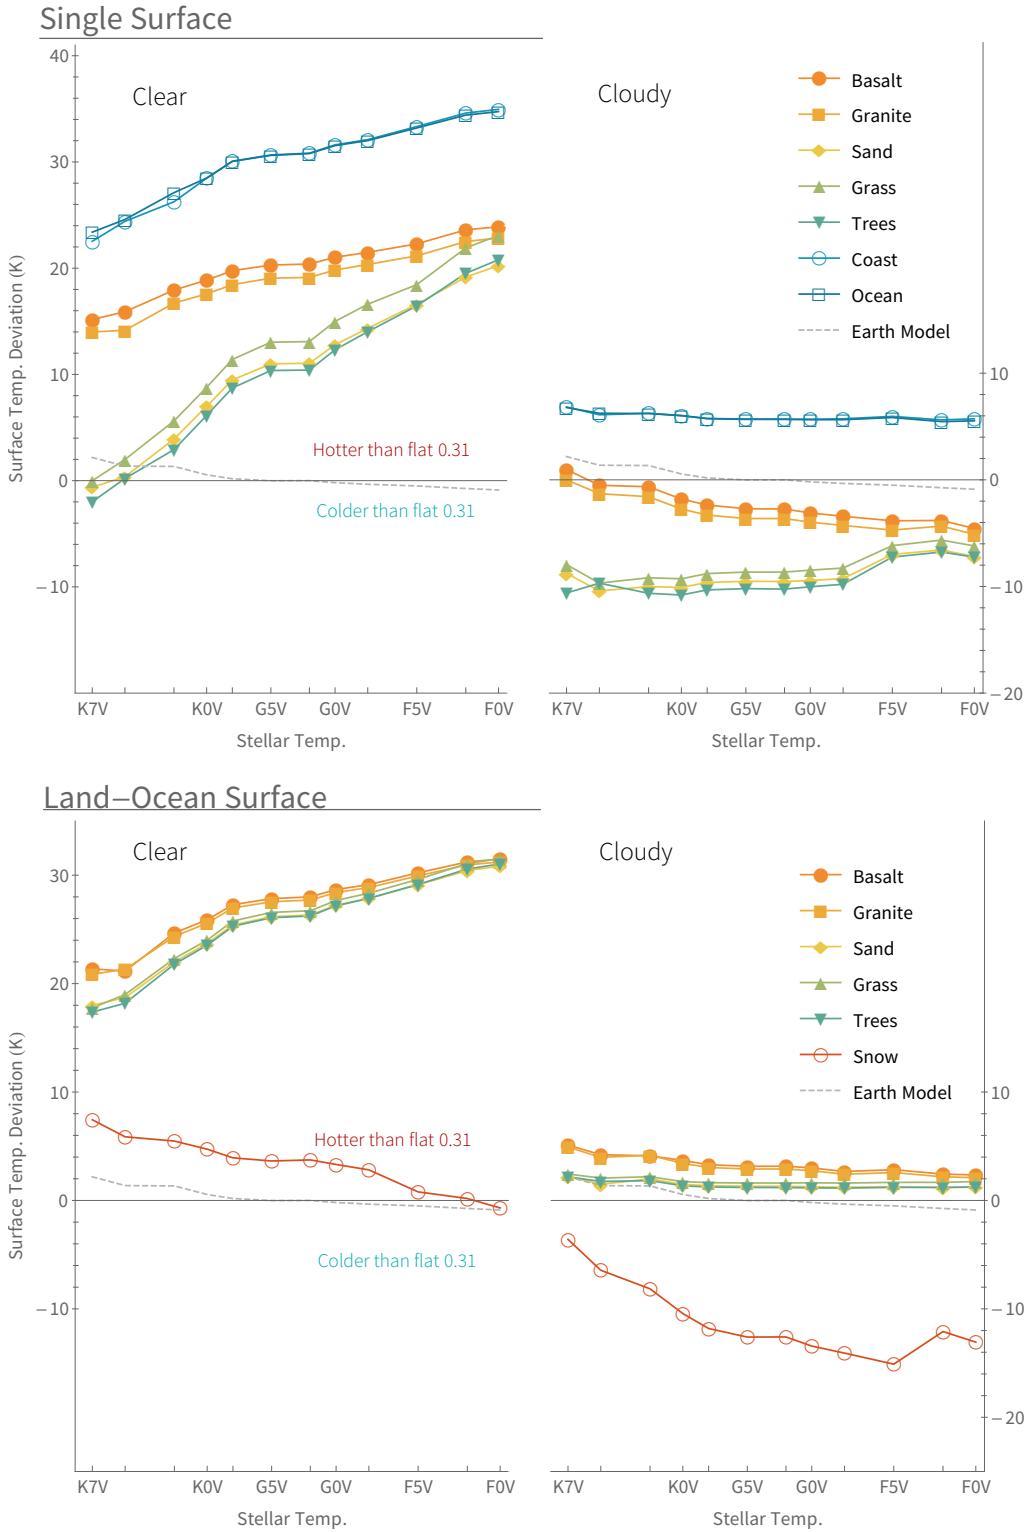 Single Surface
Clear
Cloudy
Basalt
Granite
Sand
Grass
Trees
Coast
Ocean
Earth Model
Hotter than flat 0.31
Colder than flat 0.31
Surface Temp. Deviation (K)
40
30
20
10
0
−10
10
0
−10
−20
K7V K0V G5V G0V F5V F0V
K7V K0V G5V G0V F5V F0V
Stellar Temp.
Stellar Temp.
Land−Ocean Surface
Clear
Cloudy
Basalt
Granite
Sand
Grass
Trees
Snow
Earth Model
Hotter than flat 0.31
Colder than flat 0.31
Surface Temp. Deviation (K)
30
20
10
0
−10
10
0
−10
−20
K7V K0V G5V G0V F5V F0V
K7V K0V G5V G0V F5V F0V
Stellar Temp.
Stellar Temp.